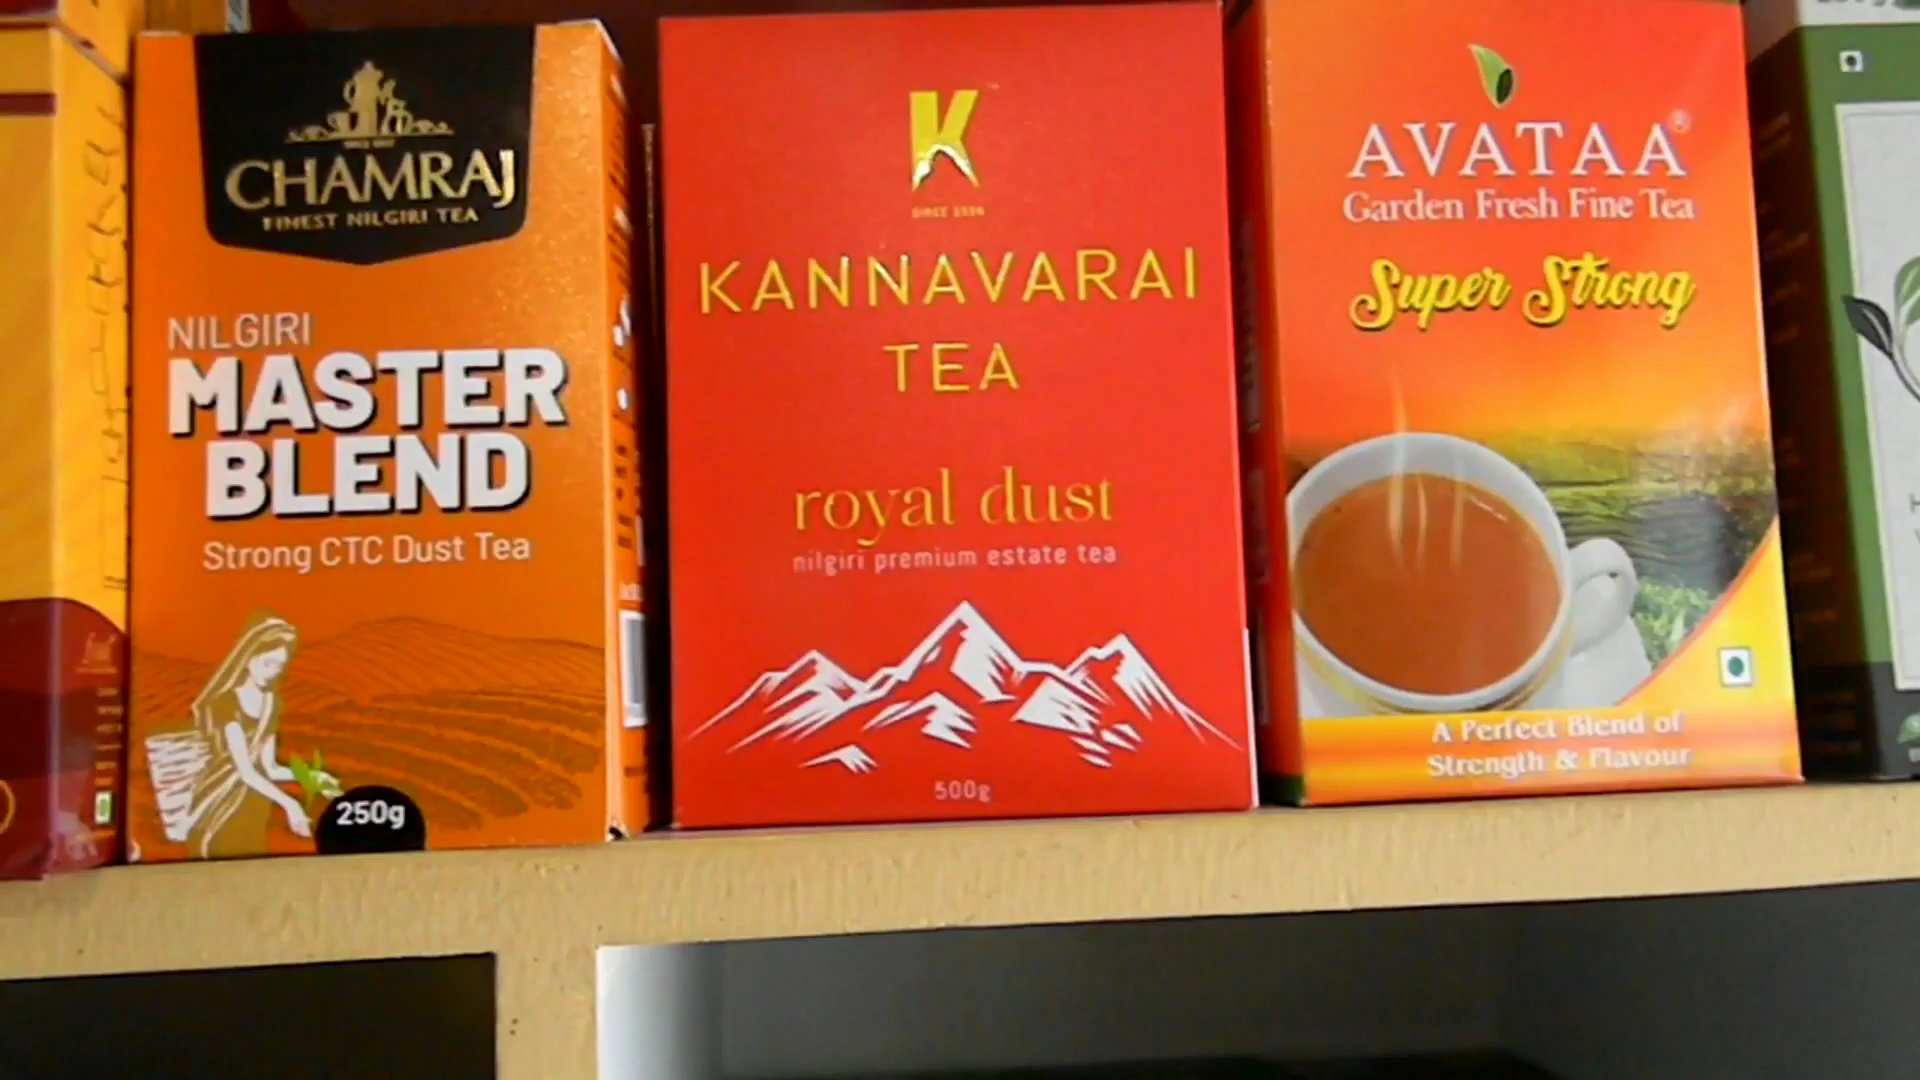 CHAMRAJ
FINEST NILGIRI TEA
NILGIRI
MASTER
BLEND
Strong CTC Dust Tea
250g
K
KANNAVARAI
TEA
royal dust
nilgiri premium estate tea
500g
AVATAA®
Garden Fresh Fine Tea
Super Strong
A Perfect Blend of
Strength & Flavour